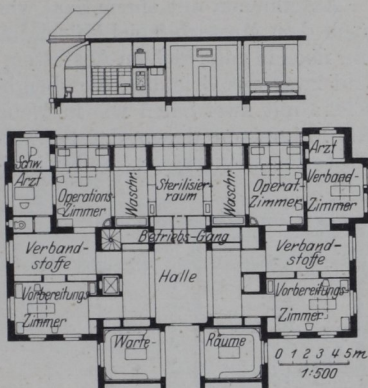 Schw.
Arzt
Arzt
Operations-
Zimmer
Waschr.
Sterilisier-
raum
Waschr.
Operat.-
Zimmer
Verband-
Zimmer
Betriebs-Gang
Verband-
stoffe
Verband-
stoffe
Halle
Vorbereitungs-
Zimmer
Vorbereitungs-
Zimmer
Warte-
Räume
0 1 2 3 4 5m
1:500